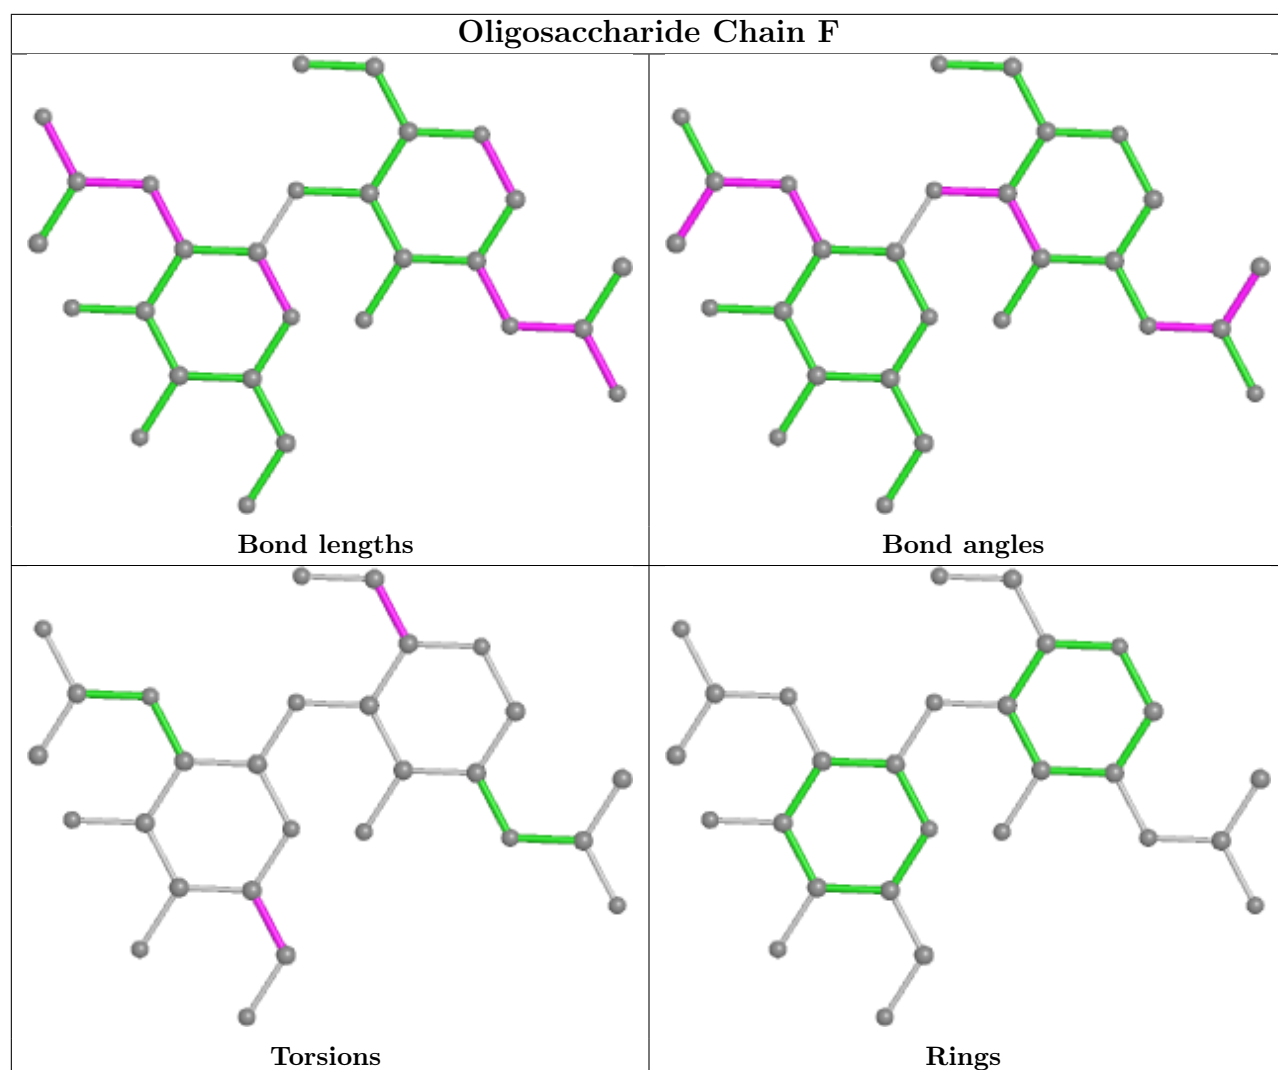 Oligosaccharide Chain F
Bond lengths
Bond angles
Torsions
Rings